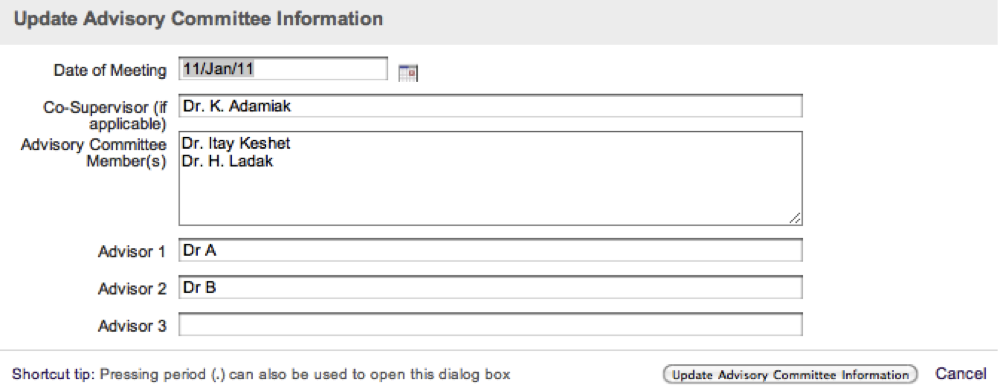 Update Advisory Committee Information
Date of Meeting 11/Jan/11
Co-Supervisor (if applicable) Dr. K. Adamiak
Advisory Committee Member(s) Dr. Itay Keshet
Dr. H. Ladak
Advisor 1 Dr A
Advisor 2 Dr B
Advisor 3
Shortcut tip: Pressing period (.) can also be used to open this dialog box Update Advisory Committee Information Cancel